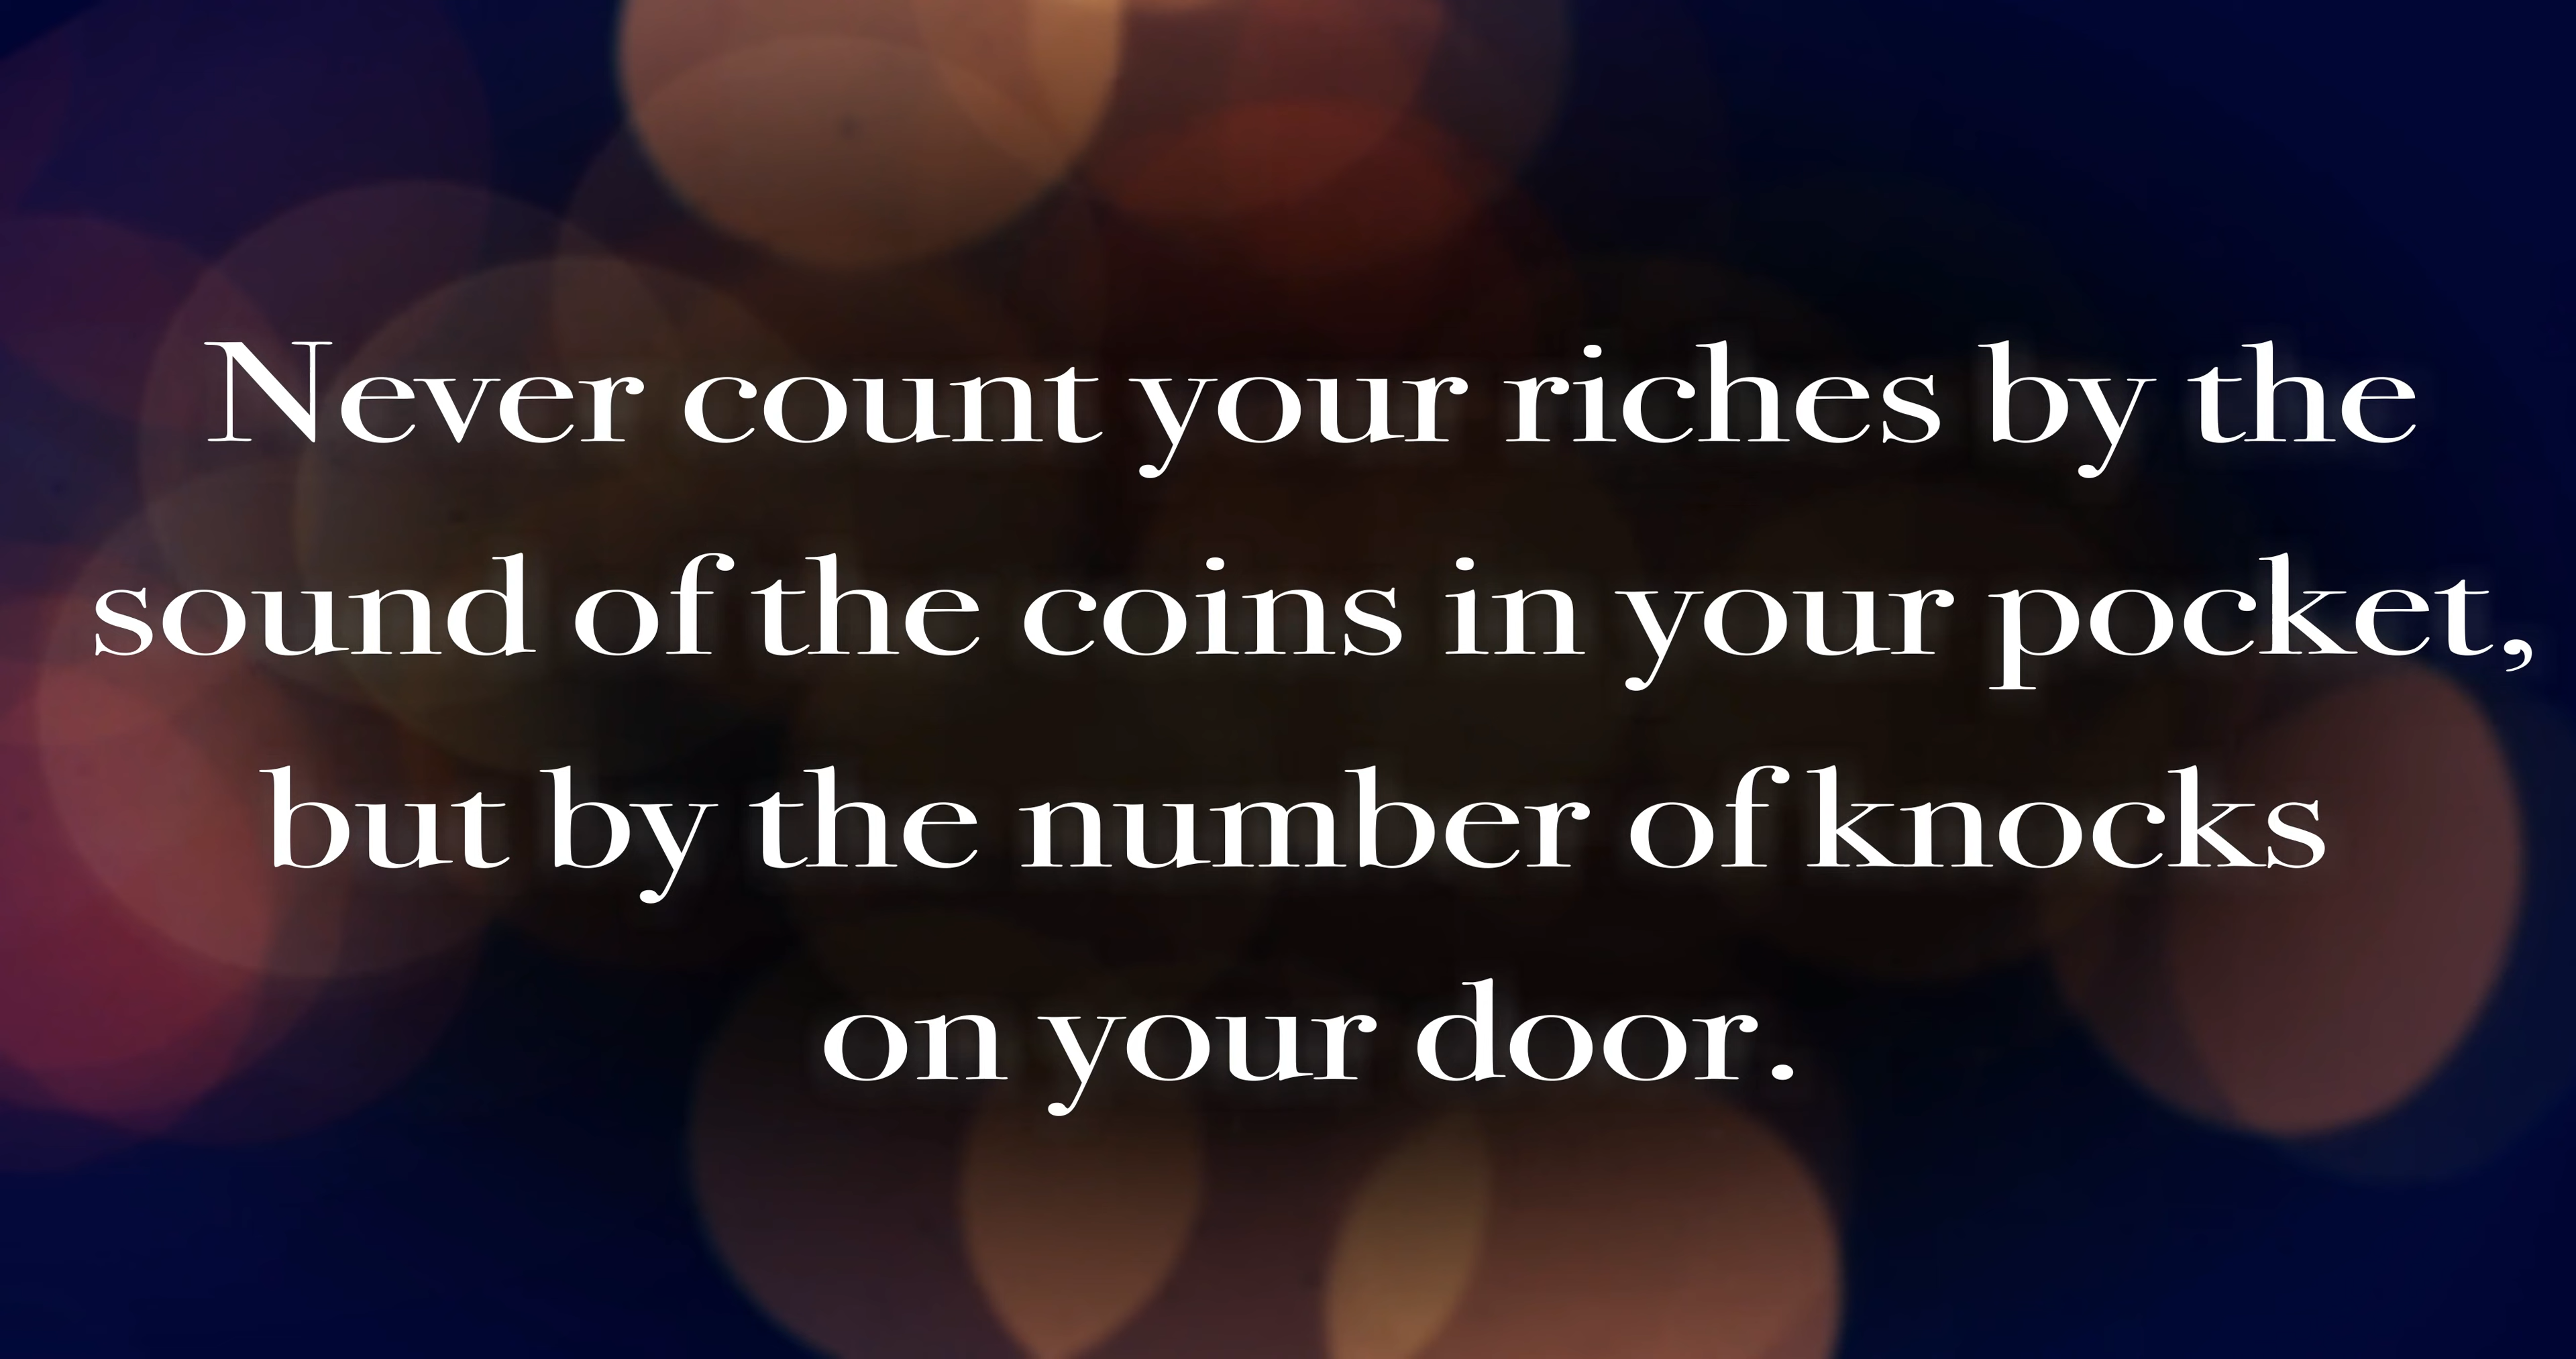 Never count your riches by the
sound of the coins in your pocket,
but by the number of knocks
on your door.